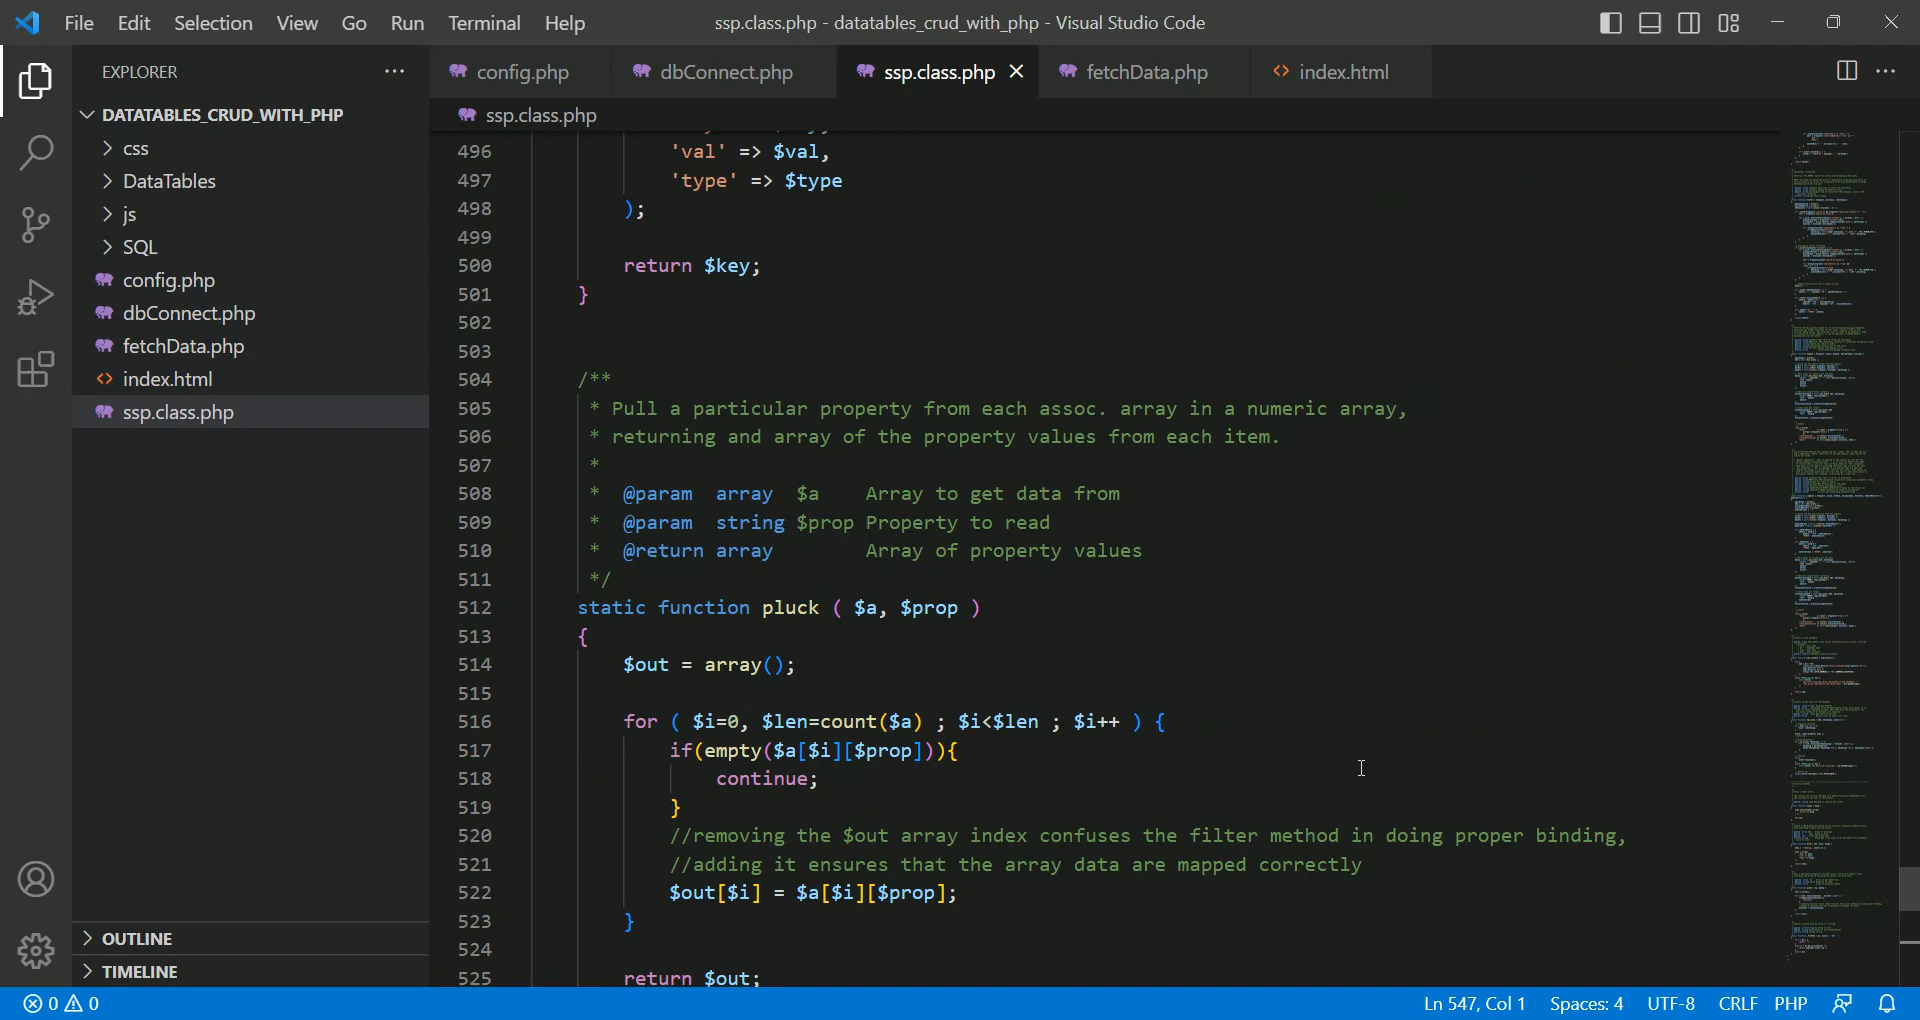 File Edit Selection View Go Run Terminal Help ssp.class.php - datatables_crud_with_php - Visual Studio Code
EXPLORER
config.php dbConnect.php ssp.class.php fetchData.php index.html
DATATABLES_CRUD_WITH_PHP
ssp.class.php
css
DataTables
js
SQL
config.php
dbConnect.php
fetchData.php
index.html
ssp.class.php
OUTLINE
TIMELINE
496 'val' => $val,
497 'type' => $type
498 );
499
500 return $key;
501 }
502
503
504 /**
505 * Pull a particular property from each assoc. array in a numeric array,
506 * returning and array of the property values from each item.
507 *
508 * @param array $a Array to get data from
509 * @param string $prop Property to read
510 * @return array Array of property values
511 */
512 static function pluck ( $a, $prop )
513 {
514 $out = array();
515
516 for ( $i=0, $len=count($a) ; $i<$len ; $i++ ) {
517 if(empty($a[$i][$prop])){
518 continue;
519 }
520 //removing the $out array index confuses the filter method in doing proper binding,
521 //adding it ensures that the array data are mapped correctly
522 $out[$i] = $a[$i][$prop];
523 }
524
525 return $out;
0 0 Ln 547, Col 1 Spaces: 4 UTF-8 CRLF PHP